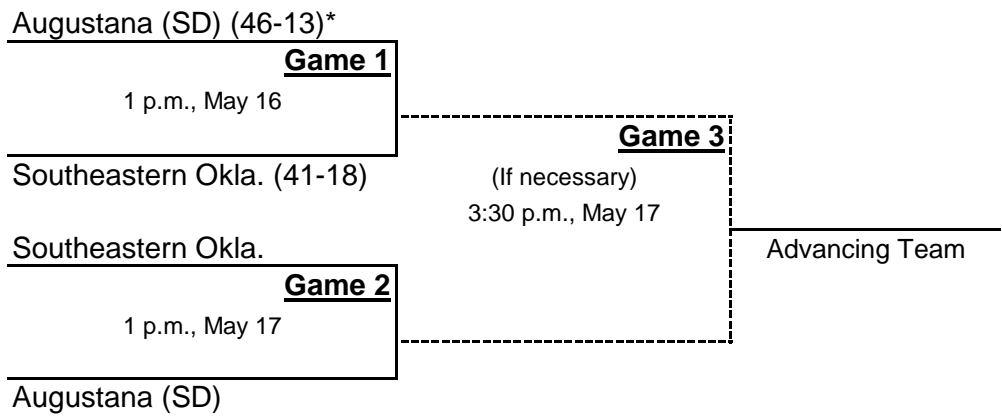 Augustana (SD) (46-13)*
Game 1
1 p.m., May 16
Southeastern Okla. (41-18)
Game 3
(If necessary)
3:30 p.m., May 17
Southeastern Okla.
Advancing Team
Game 2
1 p.m., May 17
Augustana (SD)